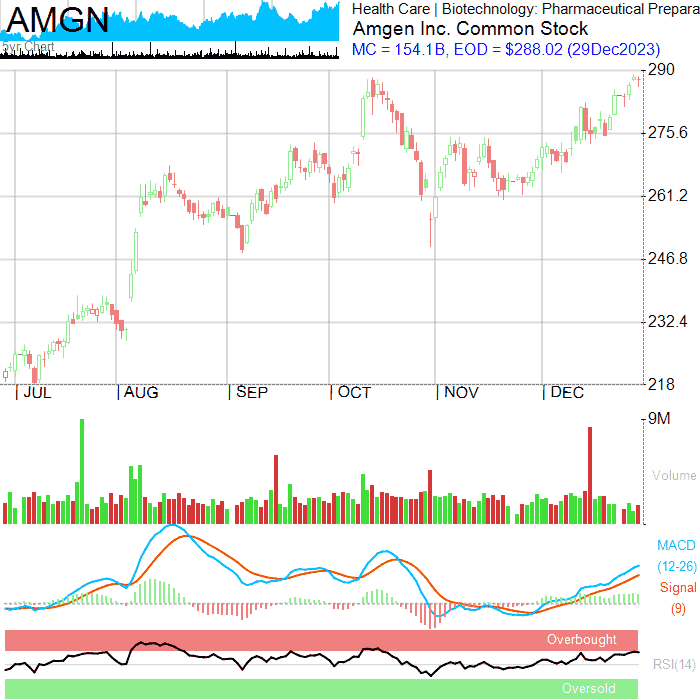 AMGN
5yr Chart
Health Care | Biotechnology: Pharmaceutical Prepara
Amgen Inc. Common Stock
MC = 154.1B, EOD = $288.02 (29Dec2023)
290
275.6
261.2
246.8
232.4
218
JUL AUG SEP OCT NOV DEC
9M
Volume
MACD
(12-26)
Signal
(9)
Overbought
RSI(14)
Oversold